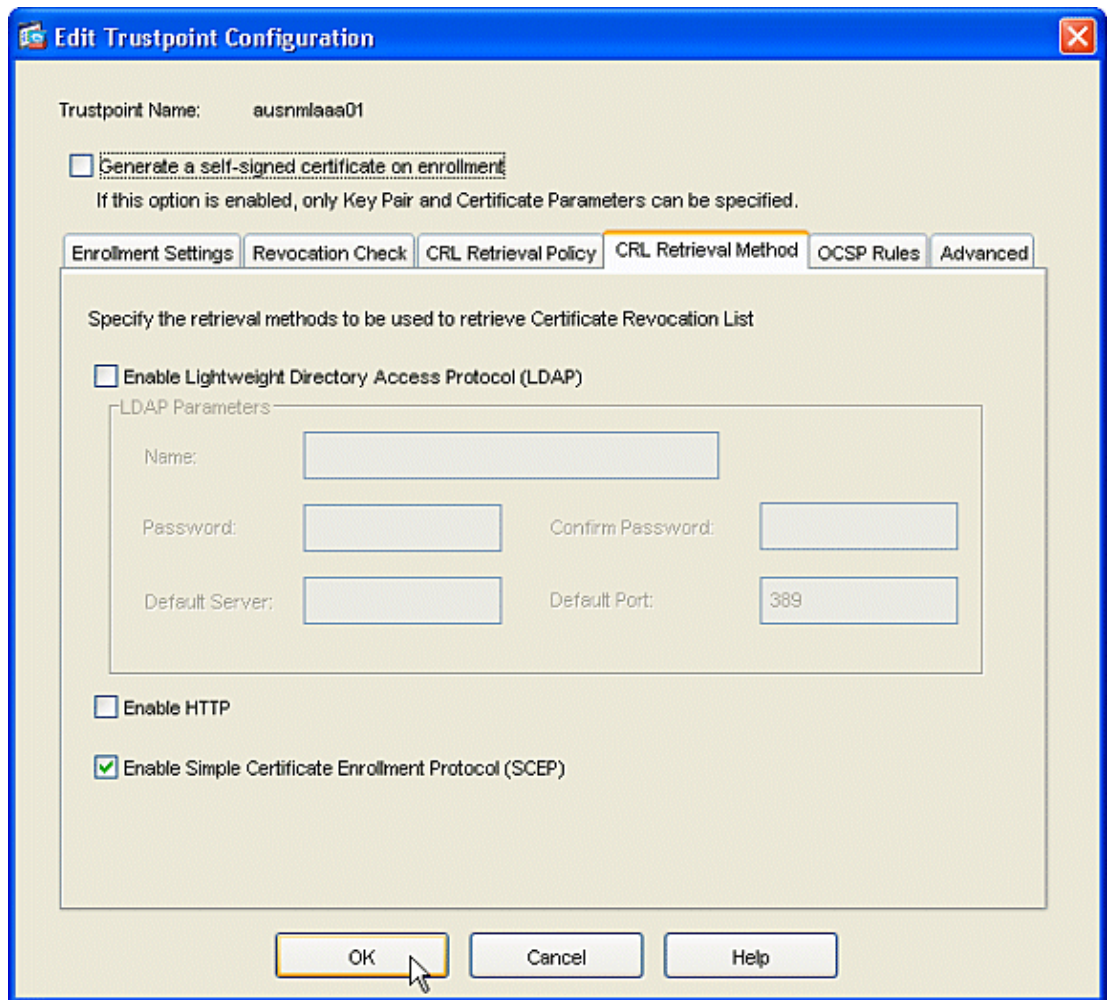 Edit Trustpoint Configuration
Trustpoint Name: ausnmlaaa01
Generate a self-signed certificate on enrollment
If this option is enabled, only Key Pair and Certificate Parameters can be specified.
Enrollment Settings Revocation Check CRL Retrieval Policy CRL Retrieval Method OCSP Rules Advanced
Specify the retrieval methods to be used to retrieve Certificate Revocation List
Enable Lightweight Directory Access Protocol (LDAP)
LDAP Parameters
Name:
Password: Confirm Password:
Default Server: Default Port: 389
Enable HTTP
Enable Simple Certificate Enrollment Protocol (SCEP)
OK Cancel Help